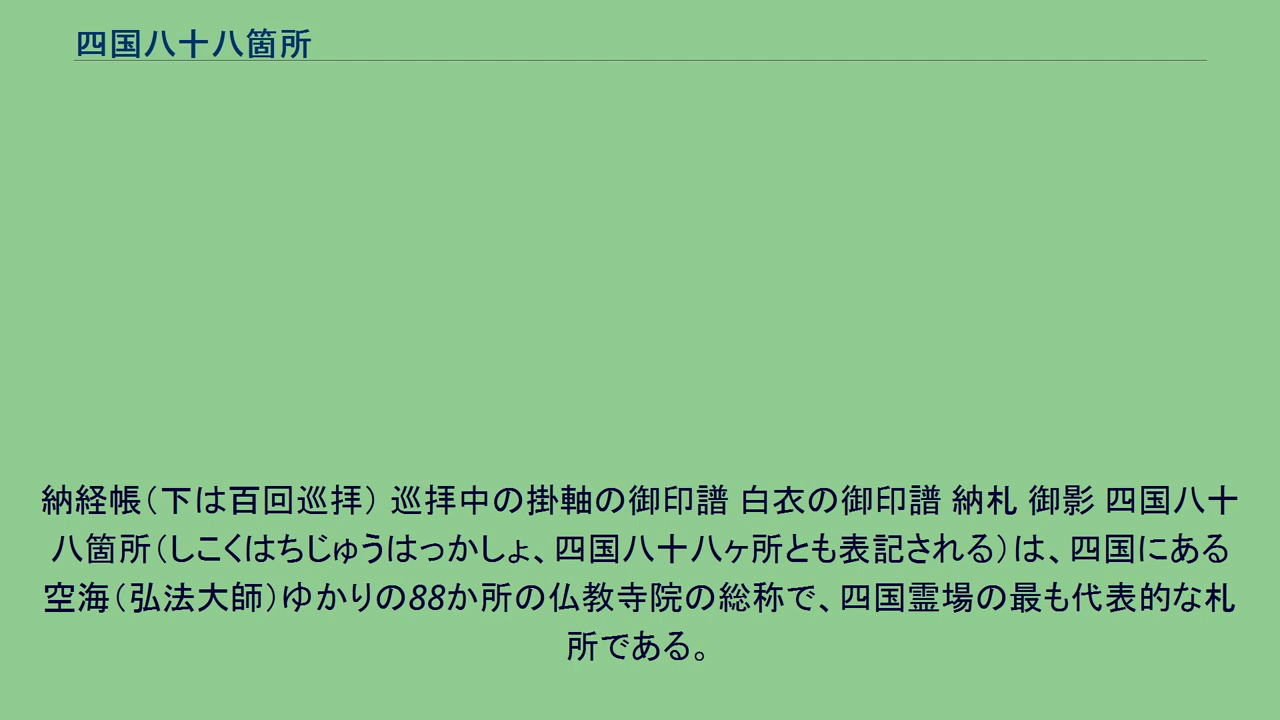 四国八十八箇所
納経帳（下は百回巡拝） 巡拝中の掛軸の御印譜 白衣の御印譜 納札 御影 四国八十
八箇所（しこくはちじゅうはっかしょ、四国八十八ヶ所とも表記される）は、四国にある
空海（弘法大師）ゆかりの88か所の仏教寺院の総称で、四国霊場の最も代表的な札
所である。